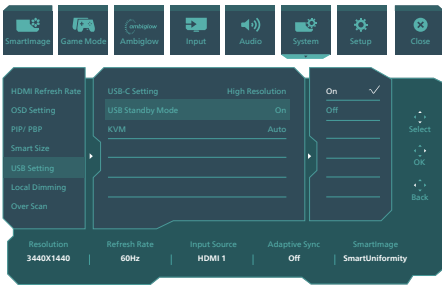 ambiglow
SmartImage
Game Mode
Ambiglow
Input
Audio
System
Setup
Close
HDMI Refresh Rate
OSD Setting
PIP/ PBP
Smart Size
USB Setting
Local Dimming
Over Scan
USB-C Setting High Resolution
USB Standby Mode On
KVM Auto
On
Off
Select
OK
Back
Resolution Refresh Rate Input Source Adaptive Sync SmartImage
3440X1440 | 60Hz | HDMI 1 | Off | SmartUniformity